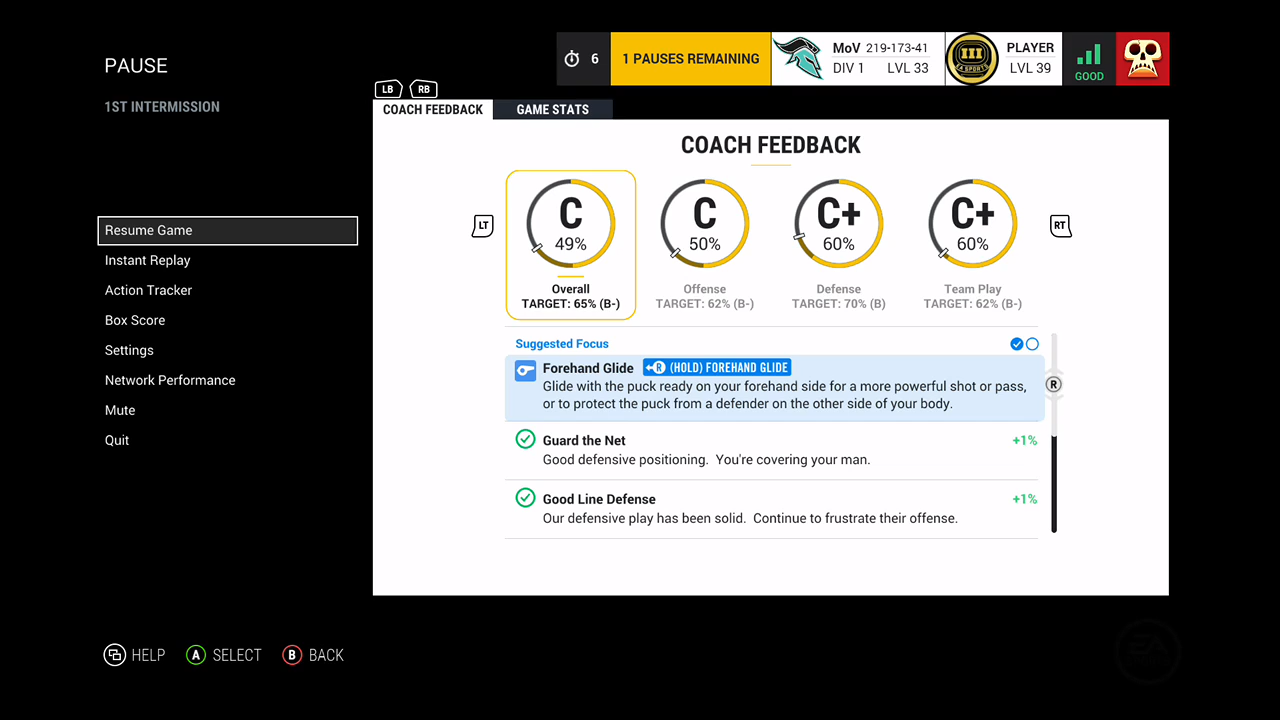 PAUSE
1ST INTERMISSION
6
1 PAUSES REMAINING
MoV 219-173-41
DIV 1 LVL 33
III
EA SPORTS
PLAYER
LVL 39
GOOD
LB RB
COACH FEEDBACK GAME STATS
Resume Game
Instant Replay
Action Tracker
Box Score
Settings
Network Performance
Mute
Quit
COACH FEEDBACK
LT
C
49%
Overall
TARGET: 65% (B-)
C
50%
Offense
TARGET: 62% (B-)
C+
60%
Defense
TARGET: 70% (B)
C+
60%
Team Play
TARGET: 62% (B-)
RT
Suggested Focus
Forehand Glide R (HOLD) FOREHAND GLIDE
Glide with the puck ready on your forehand side for a more powerful shot or pass,
or to protect the puck from a defender on the other side of your body.
R
Guard the Net +1%
Good defensive positioning. You're covering your man.
Good Line Defense +1%
Our defensive play has been solid. Continue to frustrate their offense.
HELP A SELECT B BACK
EA